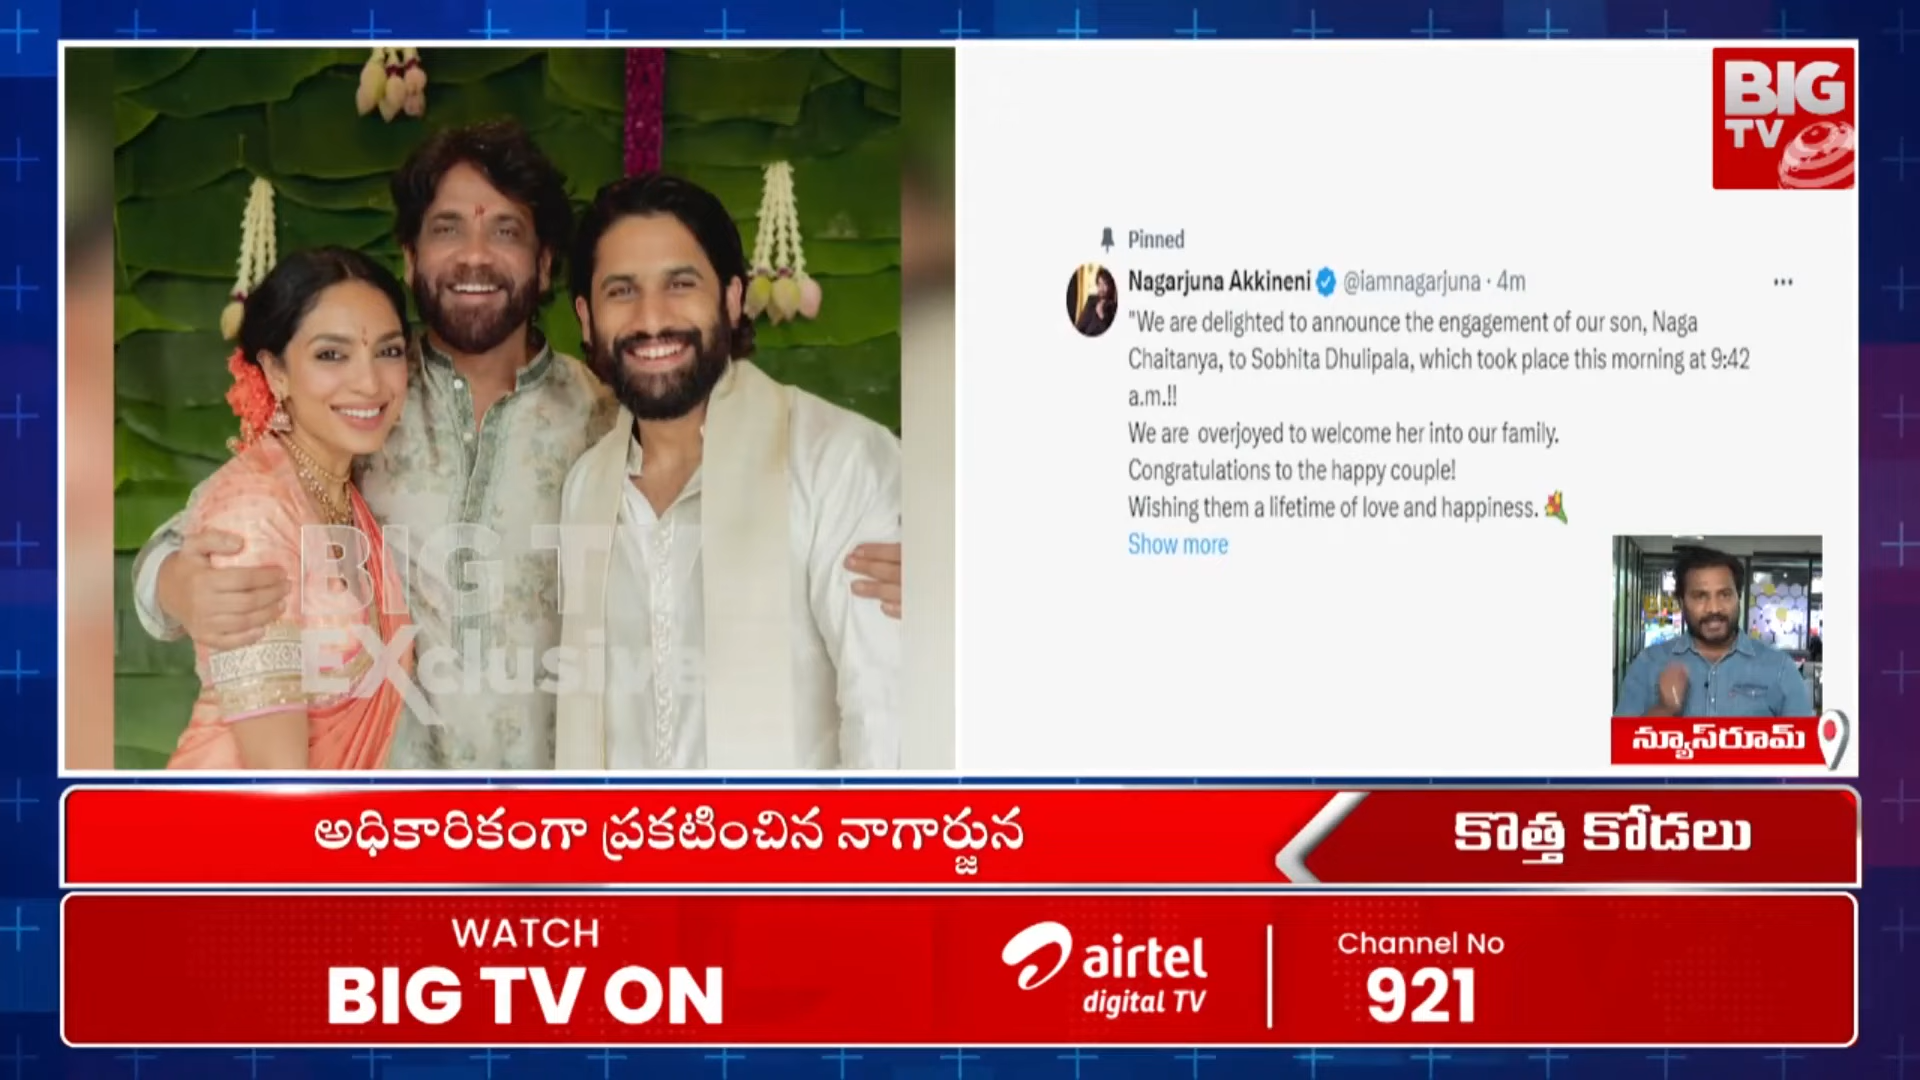 BIG
TV
Pinned
Nagarjuna Akkineni @iamnagarjuna · 4m
"We are delighted to announce the engagement of our son, Naga
Chaitanya, to Sobhita Dhulipala, which took place this morning at 9:42
a.m.!!
We are overjoyed to welcome her into our family.
Congratulations to the happy couple!
Wishing them a lifetime of love and happiness.
Show more
BIG TV
EXclusive
న్యూస్‌రూమ్
అధికారికంగా ప్రకటించిన నాగార్జున
కొత్త కోడలు
WATCH
BIG TV ON
airtel
digital TV
Channel No
921